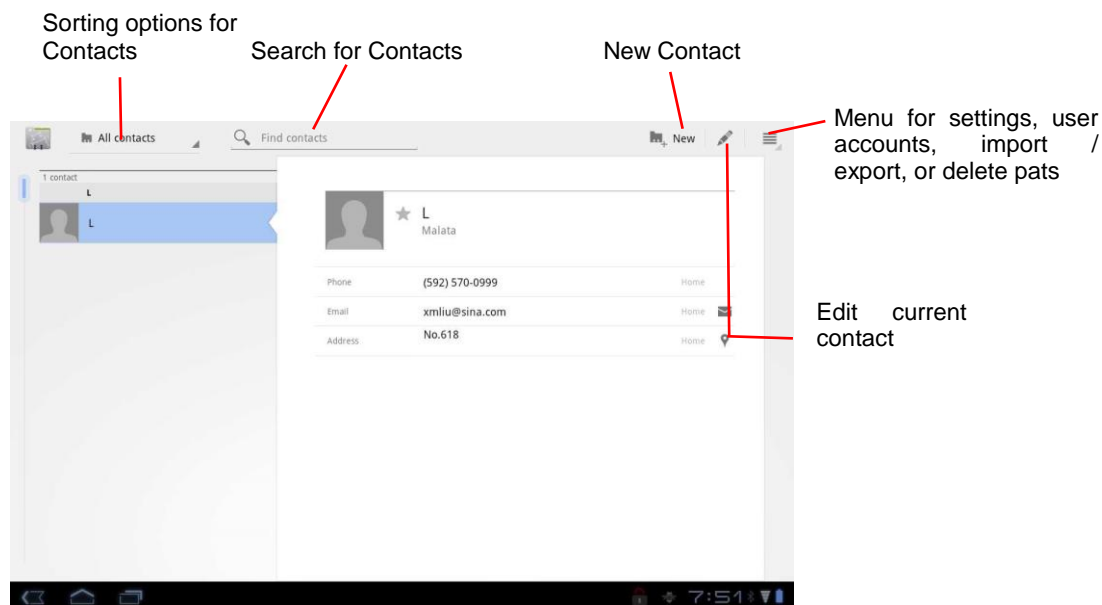 Sorting options for
Contacts
Search for Contacts
New Contact
Menu for settings, user
accounts, import /
export, or delete pats
All contacts
Find contacts
New
1 contact
L
L
L
Malata
Phone (592) 570-0999 Home
Email xmliu@sina.com Home
Address No.618 Home
Edit current
contact
7:51